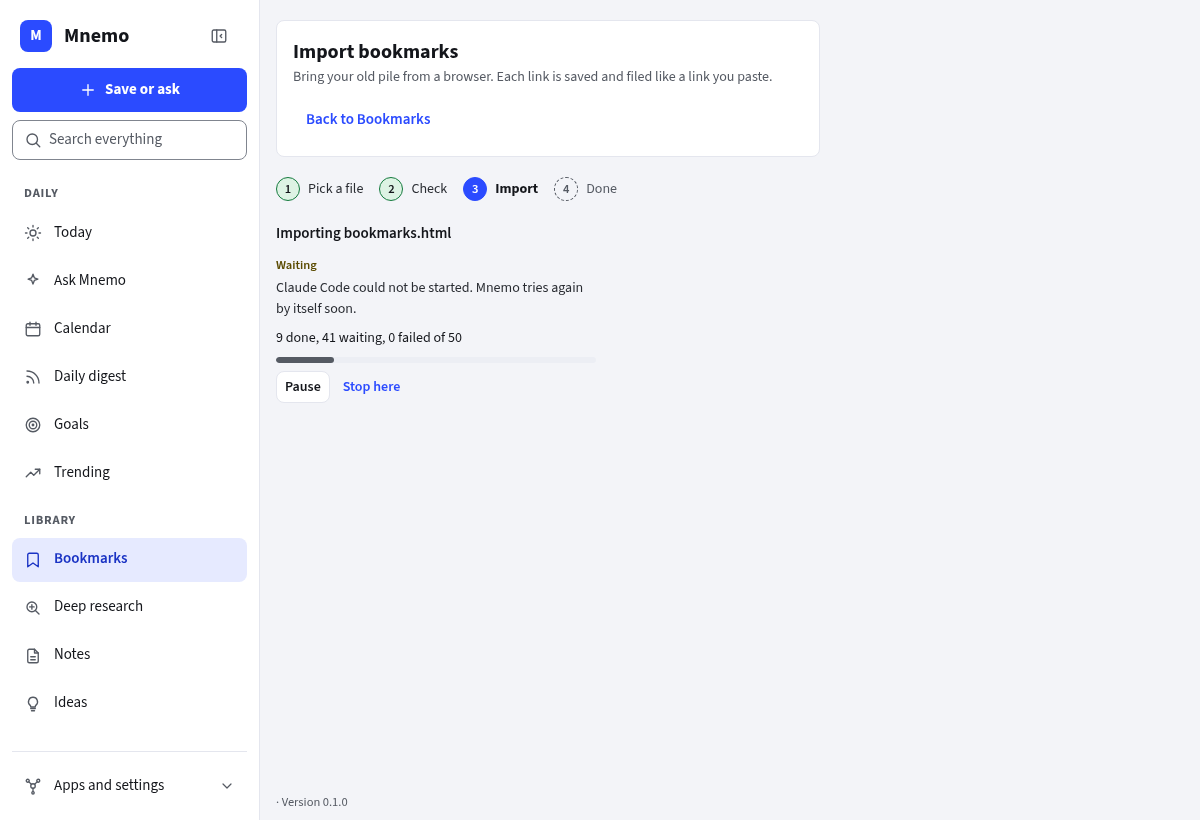 M Mnemo
Save or ask
Search everything
DAILY
Today
Ask Mnemo
Calendar
Daily digest
Goals
Trending
LIBRARY
Bookmarks
Deep research
Notes
Ideas
Apps and settings
Import bookmarks
Bring your old pile from a browser. Each link is saved and filed like a link you paste.
Back to Bookmarks
1 Pick a file 2 Check 3 Import 4 Done
Importing bookmarks.html
Waiting
Claude Code could not be started. Mnemo tries again
by itself soon.
9 done, 41 waiting, 0 failed of 50
Pause Stop here
· Version 0.1.0